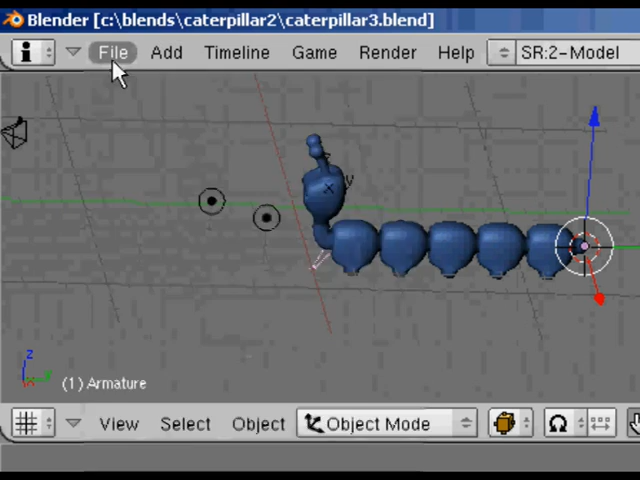 Blender [c:\blends\caterpillar2\caterpillar3.blend]
File Add Timeline Game Render Help SR:2-Model
y
x
z
(1) Armature
View Select Object Object Mode